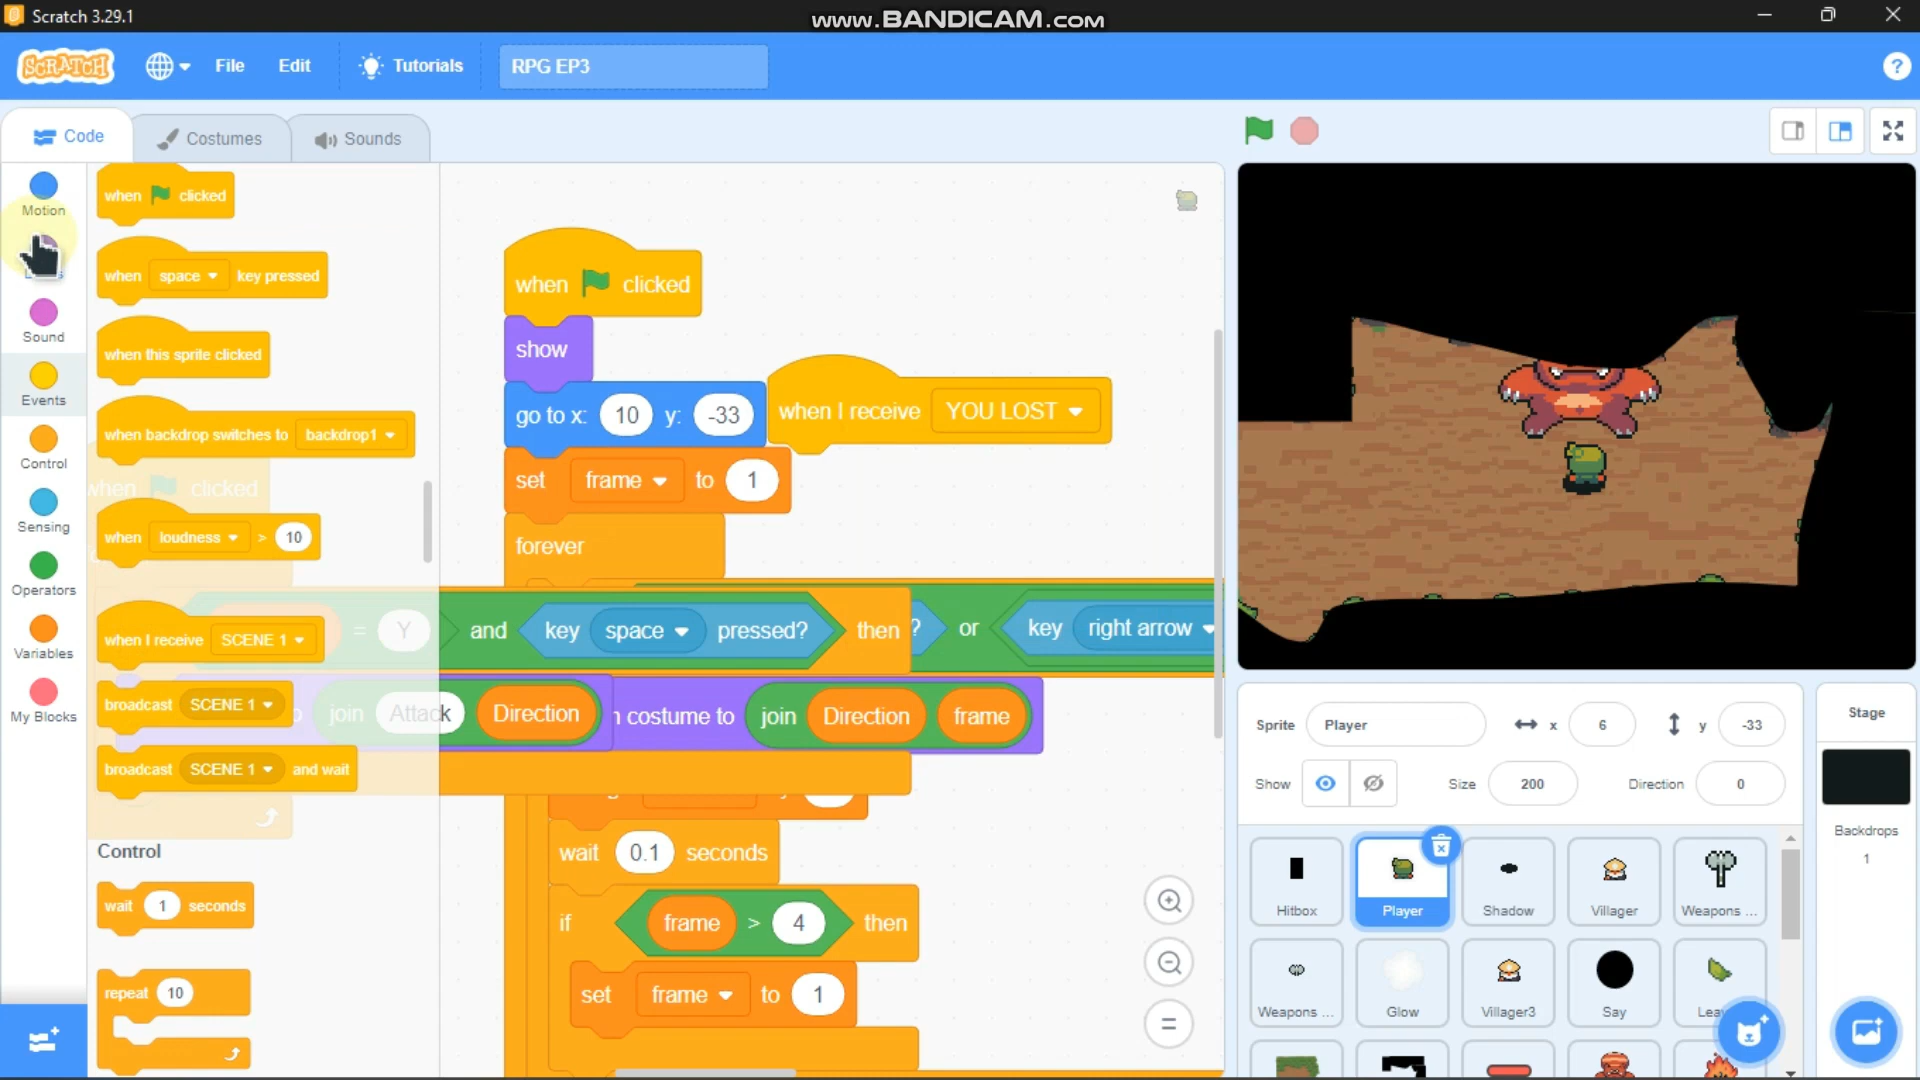 Scratch 3.29.1
www.BANDICAM.com
SCRATCH
File
Edit
Tutorials
RPG EP3
?
Code
Costumes
Sounds
Motion
Sound
Events
Control
Sensing
Operators
Variables
My Blocks
when clicked
when space key pressed
when this sprite clicked
when backdrop switches to backdrop1
when clicked
when loudness > 10
when I receive SCENE 1
broadcast SCENE 1
broadcast SCENE 1 and wait
Control
wait 1 seconds
repeat 10
when clicked
show
go to x: 10 y: -33
when I receive YOU LOST
set frame to 1
forever
= Y and key space pressed? then
? or key right arrow
join Attack Direction
costume to join Direction frame
wait 0.1 seconds
if frame > 4 then
set frame to 1
Sprite Player x 6 y -33
Show Size 200 Direction 0
Stage
Backdrops
1
Hitbox
Player
Shadow
Villager
Weapons ...
Weapons ...
Glow
Villager3
Say